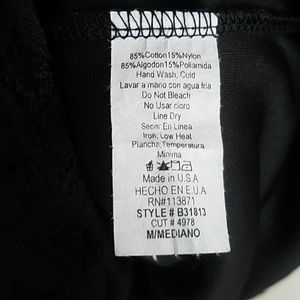 85%Cotton15%Nylon
85%Algodon15%Poliamida
Hand Wash, Cold
Lavar a mano con agua fria
Do Not Bleach
No Usar cloro
Line Dry
Secar En Linea
Iron, Low Heat
Plancha,Temperatura
Minima
Made in U.S.A
HECHO EN E.U.A
RN#113871
STYLE # B31813
CUT # 4978
M/MEDIANO